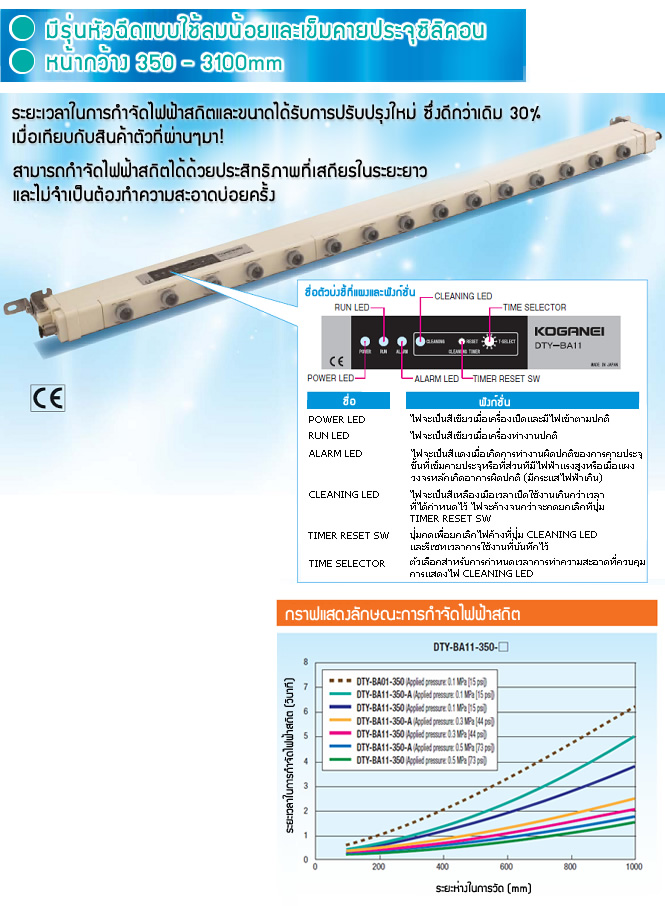 มีรุ่นหัวฉีดแบบใช้ลมน้อยและเข็มคายประจุซิลิคอน
หน้ากว้าง 350 - 3100mm
ระยะเวลาในการกำจัดไฟฟ้าสถิตและขนาดได้รับการปรับปรุงใหม่ ซึ่งดีกว่าเดิม 30%
เมื่อเทียบกับสินค้าตัวที่ผ่านๆมา!
สามารถกำจัดไฟฟ้าสถิตได้ด้วยประสิทธิภาพที่เสถียรในระยะยาว
และไม่จำเป็นต้องทำความสะอาดบ่อยครั้ง
ชื่อตัวบ่งชี้ที่แผงและฟังก์ชั่น
CLEANING LED
RUN LED
TIME SELECTOR
KOGANEI
DTY-BA11
CLEANING
RESET
T-SELECT
POWER
RUN
ALARM
CLEANING TIMER
CE
MADE IN JAPAN
POWER LED
ALARM LED
TIMER RESET SW
CE
ชื่อ
ฟังก์ชั่น
POWER LED
ไฟจะเป็นสีเขียวเมื่อเครื่องเปิดและมีไฟเข้าตามปกติ
RUN LED
ไฟจะเป็นสีเขียวเมื่อเครื่องทำงานปกติ
ALARM LED
ไฟจะเป็นสีแดงเมื่อเกิดการทำงานผิดปกติของการคายประจุ
ขึ้นที่เข็มคายประจุหรือที่ส่วนที่มีไฟฟ้าแรงสูงหรือเมื่อแผง
วงจรหลักเกิดอาการผิดปกติ (มีกระแสไฟฟ้าเกิน)
CLEANING LED
ไฟจะเป็นสีเหลืองเมื่อเวลาเปิดใช้งานเกินกว่าเวลา
ที่ได้กำหนดไว้ ไฟจะค้างจนกว่าจะกดยกเลิกที่ปุ่ม
TIMER RESET SW
TIMER RESET SW
ปุ่มกดเพื่อยกเลิกไฟค้างที่ปุ่ม CLEANING LED
และรีเซทเวลาการใช้งานที่บันทึกไว้
TIME SELECTOR
ตัวเลือกสำหรับการกำหนดเวลาการทำความสะอาดที่ควบคุม
การแสดงไฟ CLEANING LED
กราฟแสดงลักษณะการกำจัดไฟฟ้าสถิต
DTY-BA11-350-□
ระยะเวลาในการกำจัดไฟฟ้าสถิต (วินาที)
8
7
6
5
4
3
2
1
0
DTY-BA01-350 (Applied pressure: 0.1 MPa [15 psi])
DTY-BA11-350-A (Applied pressure: 0.1 MPa [15 psi])
DTY-BA11-350 (Applied pressure: 0.1 MPa [15 psi])
DTY-BA11-350-A (Applied pressure: 0.3 MPa [44 psi])
DTY-BA11-350 (Applied pressure: 0.3 MPa [44 psi])
DTY-BA11-350-A (Applied pressure: 0.5 MPa [73 psi])
DTY-BA11-350 (Applied pressure: 0.5 MPa [73 psi])
0 200 400 600 800 1000
ระยะห่างในการวัด (mm)